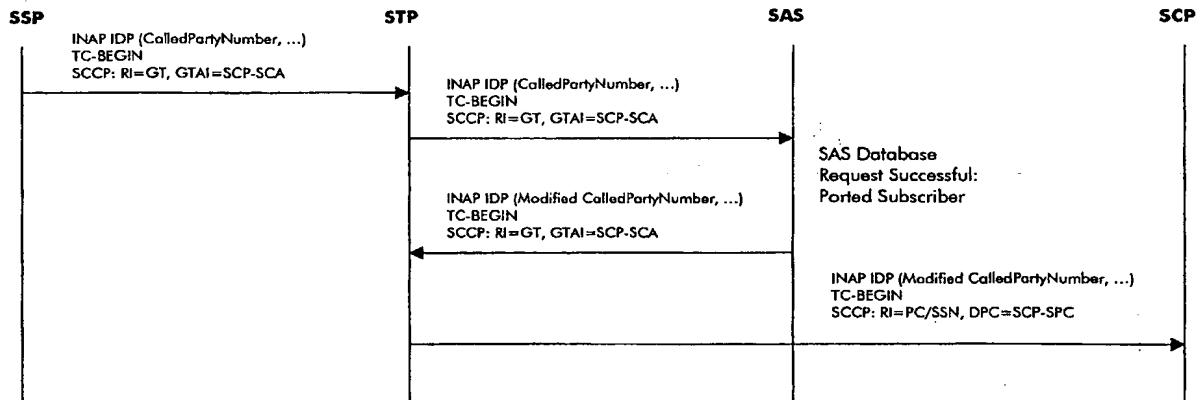 SSP STP SAS SCP
INAP IDP (CalledPartyNumber, ...)
TC-BEGIN
SCCP: RI=GT, GTAI=SCP-SCA
INAP IDP (CalledPartyNumber, ...)
TC-BEGIN
SCCP: RI=GT, GTAI=SCP-SCA
SAS Database
Request Successful:
Ported Subscriber
INAP IDP (Modified CalledPartyNumber, ...)
TC-BEGIN
SCCP: RI=GT, GTAI=SCP-SCA
INAP IDP (Modified CalledPartyNumber, ...)
TC-BEGIN
SCCP: RI=PC/SSN, DPC=SCP-SPC